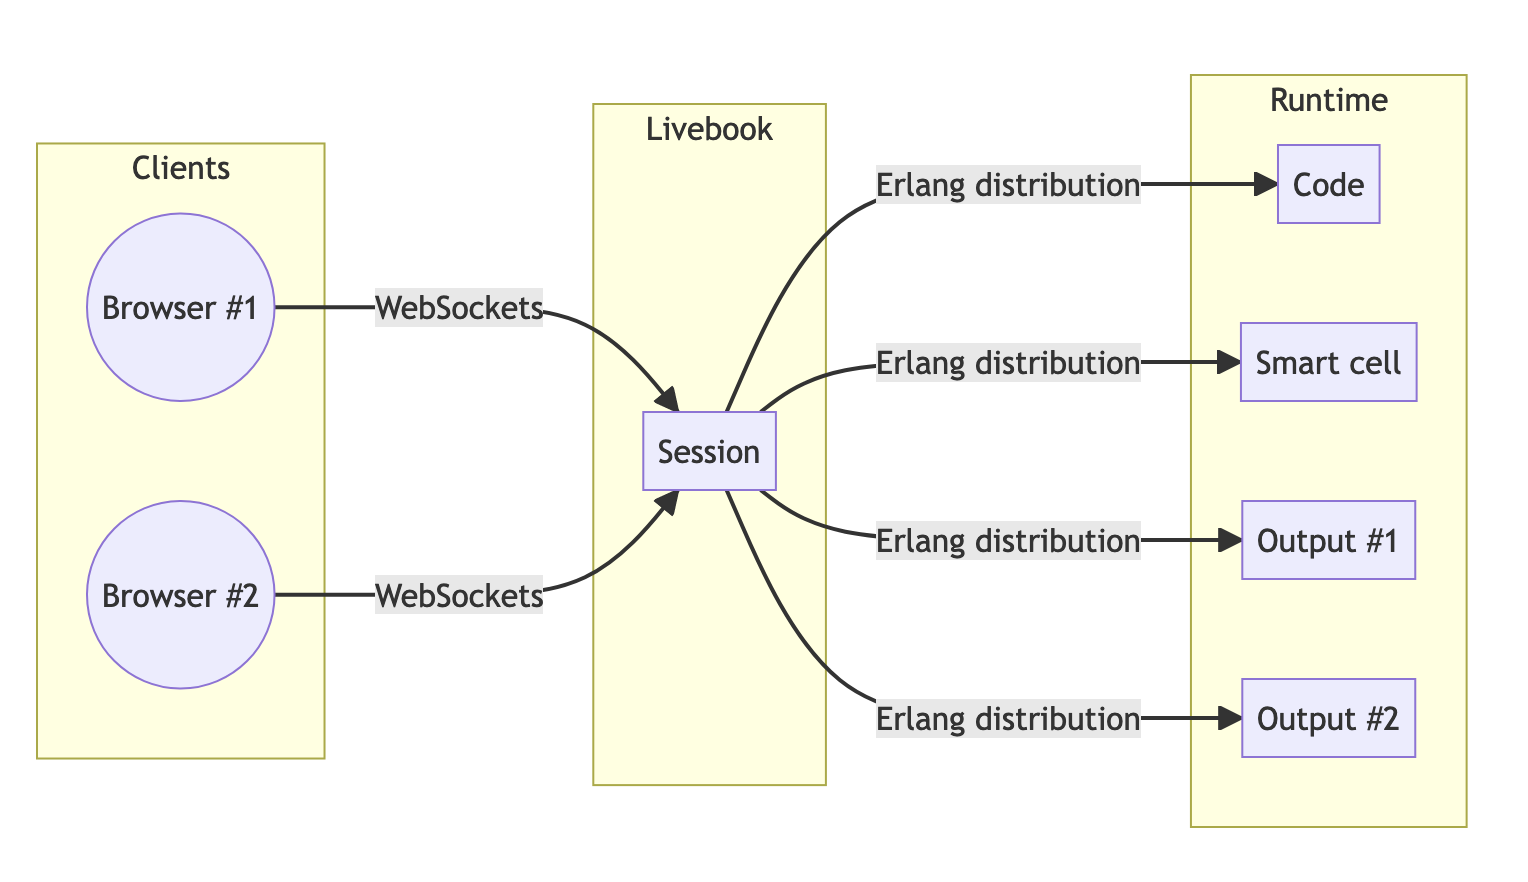 Clients
Browser #1
Browser #2
WebSockets
WebSockets
Livebook
Session
Erlang distribution
Erlang distribution
Erlang distribution
Erlang distribution
Runtime
Code
Smart cell
Output #1
Output #2